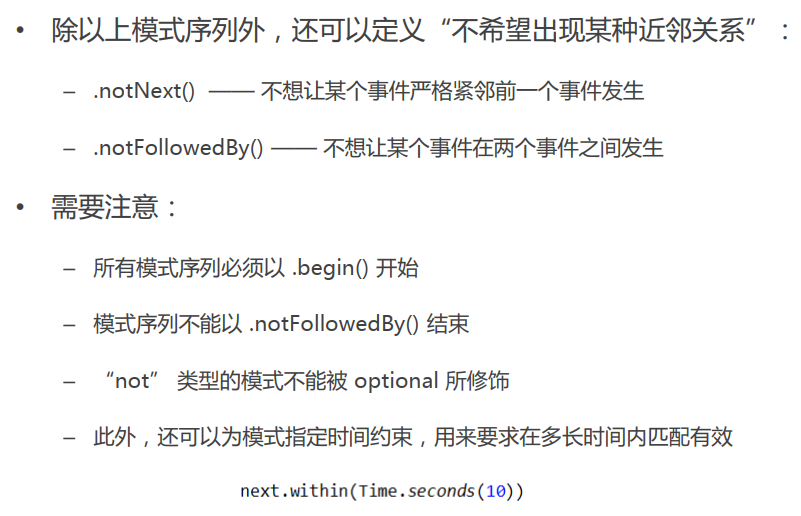 • 除以上模式序列外，还可以定义“不希望出现某种近邻关系”：
– .notNext() —— 不想让某个事件严格紧邻前一个事件发生
– .notFollowedBy() —— 不想让某个事件在两个事件之间发生
• 需要注意：
– 所有模式序列必须以 .begin() 开始
– 模式序列不能以 .notFollowedBy() 结束
– “not” 类型的模式不能被 optional 所修饰
– 此外，还可以为模式指定时间约束，用来要求在多长时间内匹配有效
next.within(Time.seconds(10))